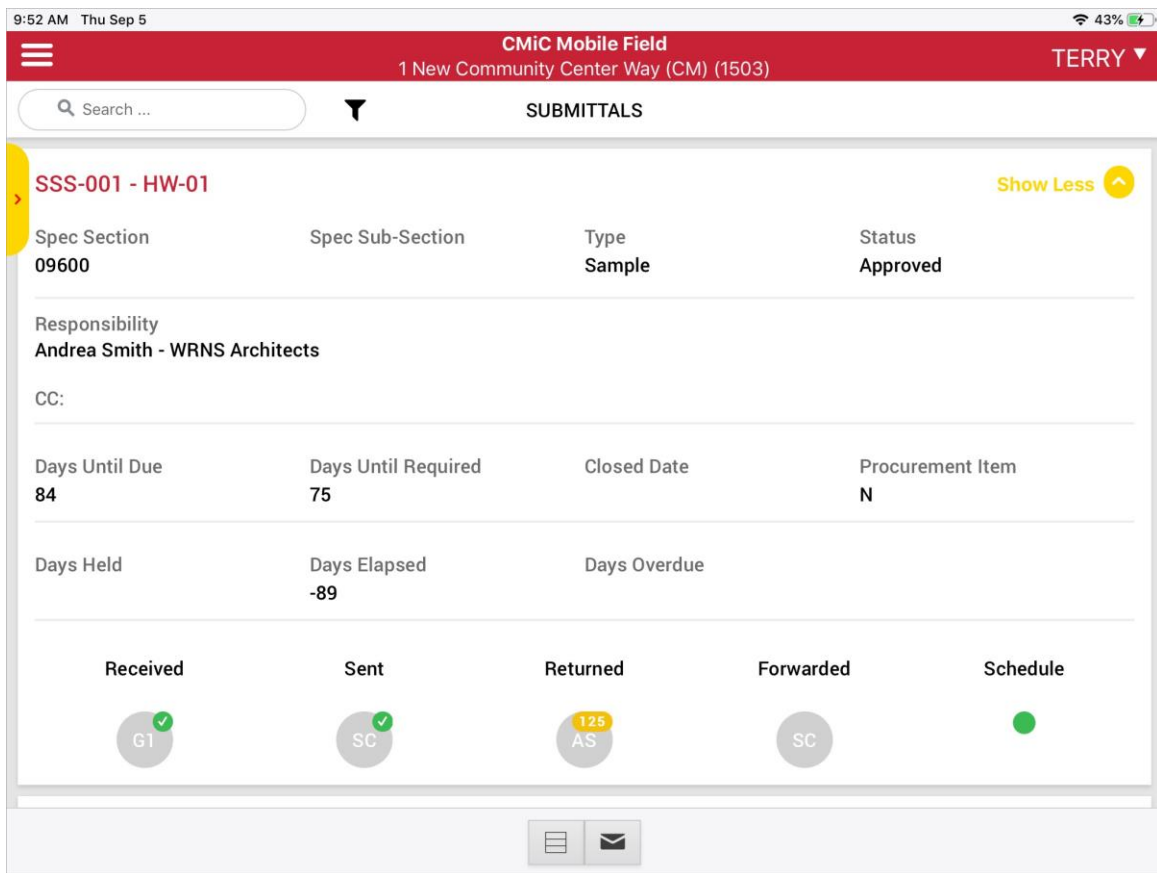 9:52 AM Thu Sep 5 43%
CMiC Mobile Field
1 New Community Center Way (CM) (1503)
TERRY
Search ...
SUBMITTALS
SSS-001 - HW-01
Show Less
Spec Section Spec Sub-Section Type Status
09600 Sample Approved
Responsibility
Andrea Smith - WRNS Architects
CC:
Days Until Due Days Until Required Closed Date Procurement Item
84 75 N
Days Held Days Elapsed Days Overdue
-89
Received Sent Returned Forwarded Schedule
125
G1 SC AS SC